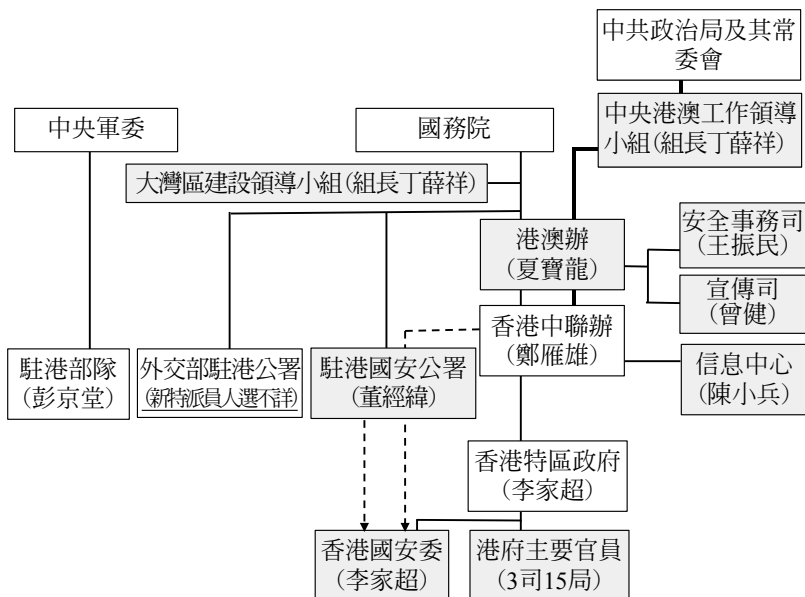 中共政治局及其常
委會
中央軍委
國務院
中央港澳工作領導
小組(組長丁薛祥)
大灣區建設領導小組(組長丁薛祥)
港澳辦
(夏寶龍)
安全事務司
(王振民)
宣傳司
(曾健)
香港中聯辦
(鄭雁雄)
信息中心
(陳小兵)
駐港部隊
(彭京堂)
外交部駐港公署
(新特派員人選不詳)
駐港國安公署
(董經緯)
香港特區政府
(李家超)
香港國安委
(李家超)
港府主要官員
(3司15局)